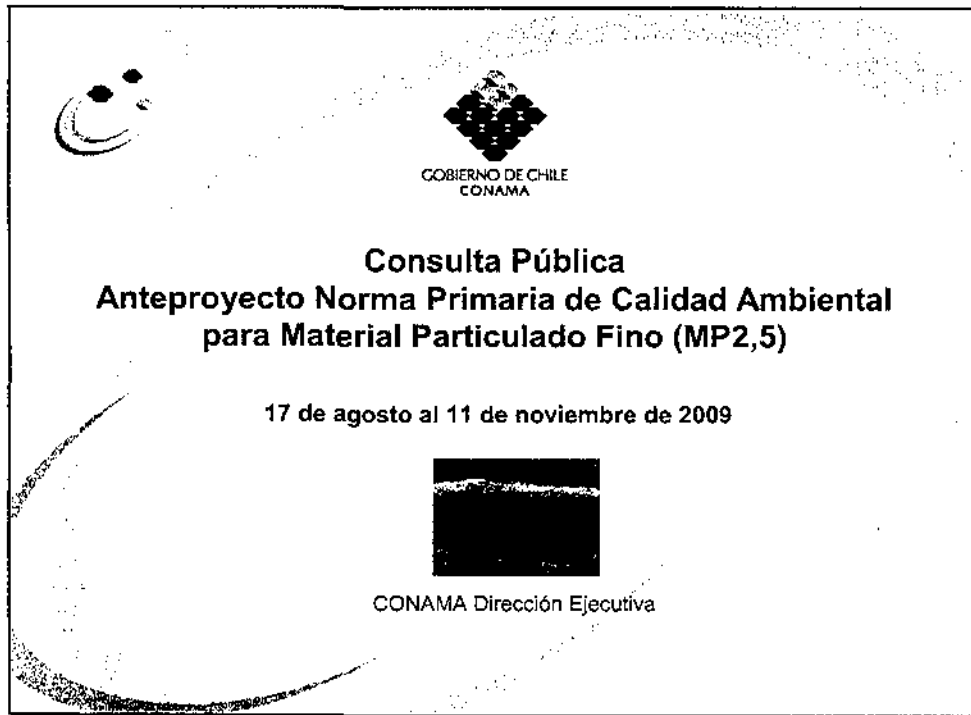 GOBIERNO DE CHILE
CONAMA
Consulta Pública
Anteproyecto Norma Primaria de Calidad Ambiental
para Material Particulado Fino (MP2,5)
17 de agosto al 11 de noviembre de 2009
CONAMA Dirección Ejecutiva